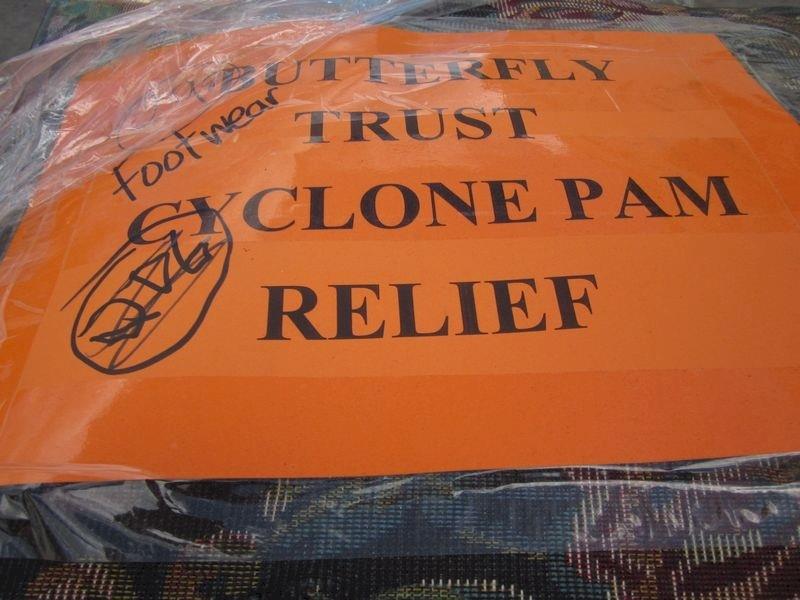 BUTTERFLY
TRUST
footwear
CYCLONE PAM
RELIEF